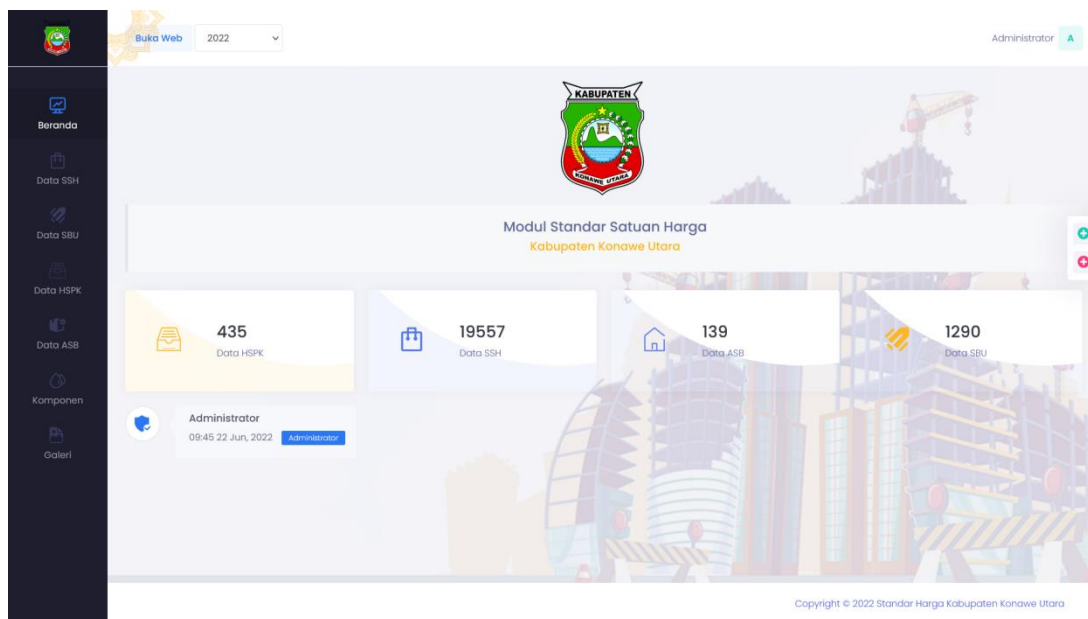 Buka Web
2022
Administrator A
KABUPATEN
KONAWE UTARA
Beranda
Data SSH
Data SBU
Data HSPK
Data ASB
Komponen
Galeri
Modul Standar Satuan Harga
Kabupaten Konawe Utara
435
Data HSPK
19557
Data SSH
139
Data ASB
1290
Data SBU
Administrator
09:45 22 Jun, 2022 Administrator
Copyright © 2022 Standar Harga Kabupaten Konawe Utara